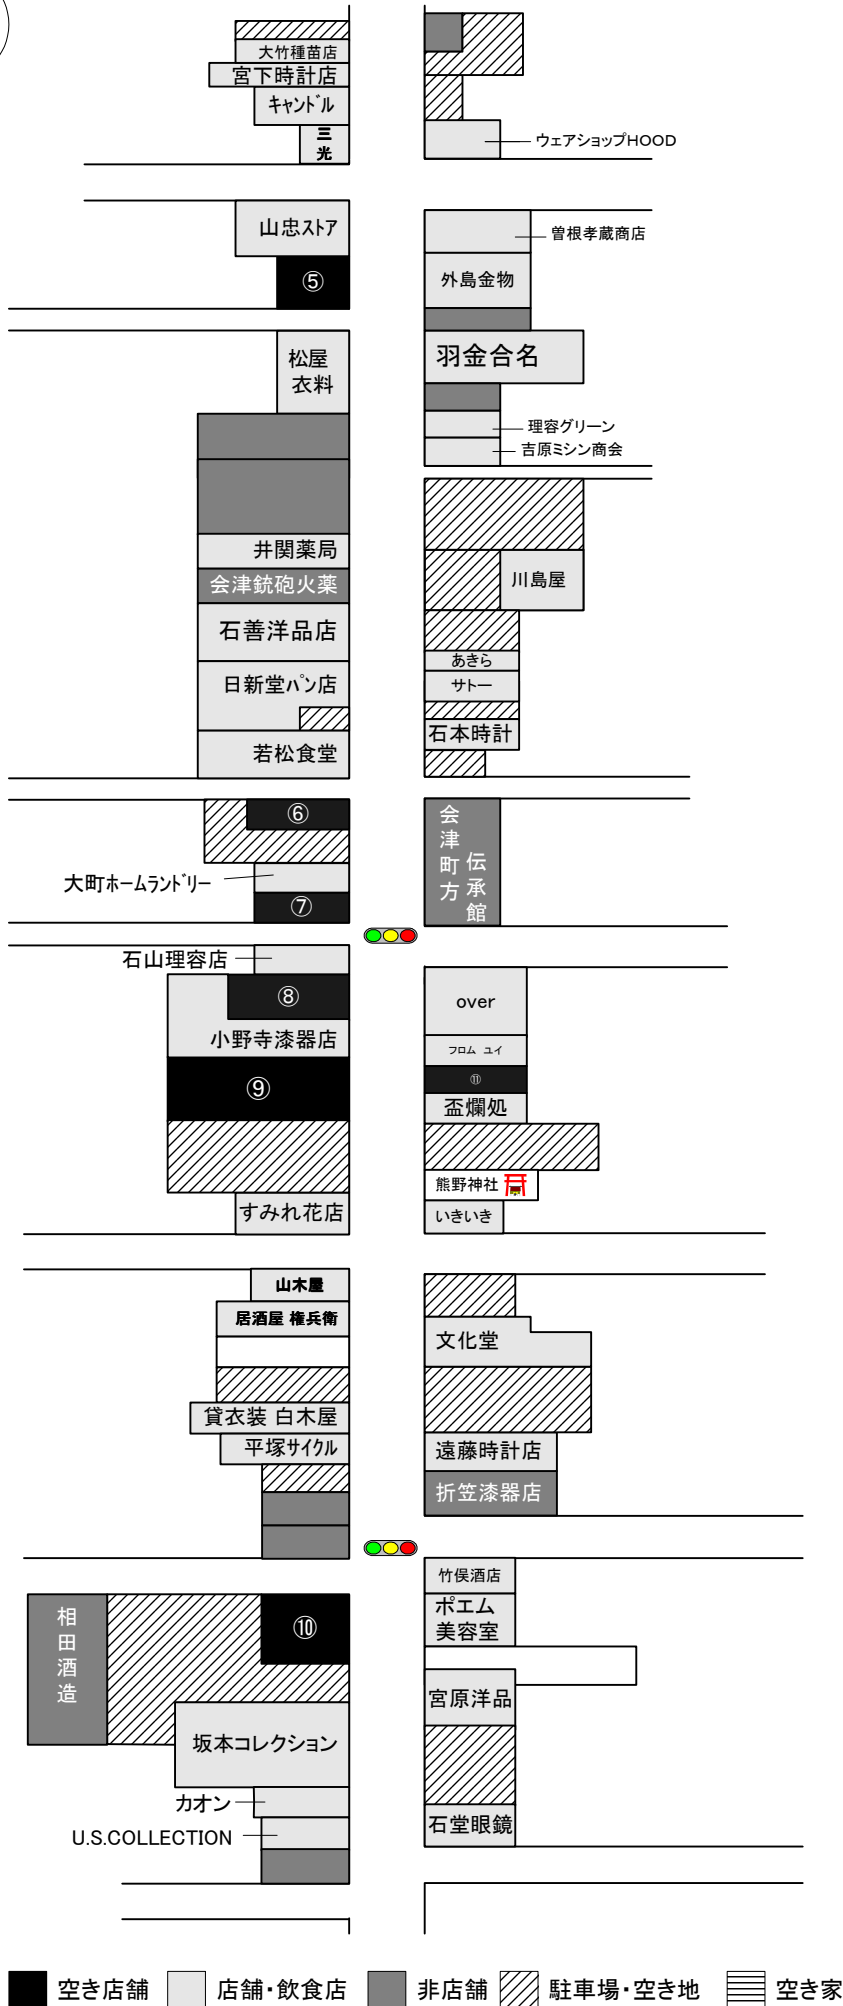 大竹種苗店
宮下時計店
キャンドル
三
光
ウェアショップHOOD
山忠ストア
⑤
曽根孝蔵商店
外島金物
羽金合名
理容グリーン
吉原ミシン商会
松屋
衣料
井関薬局
会津銃砲火薬
石善洋品店
日新堂パン店
若松食堂
川島屋
あきら
サトー
石本時計
⑥
大町ホームランドリー
⑦
会津町方
伝承館
石山理容店
⑧
小野寺漆器店
⑨
すみれ花店
over
フロム ユイ
⑪
盃爛処
熊野神社
いきいき
山木屋
居酒屋 権兵衛
貸衣装 白木屋
平塚サイクル
文化堂
遠藤時計店
折笠漆器店
相田酒造
⑩
坂本コレクション
カオン
U.S.COLLECTION
竹俣酒店
ポエム
美容室
宮原洋品
石堂眼鏡
空き店舗 店舗・飲食店 非店舗 駐車場・空き地 空き家